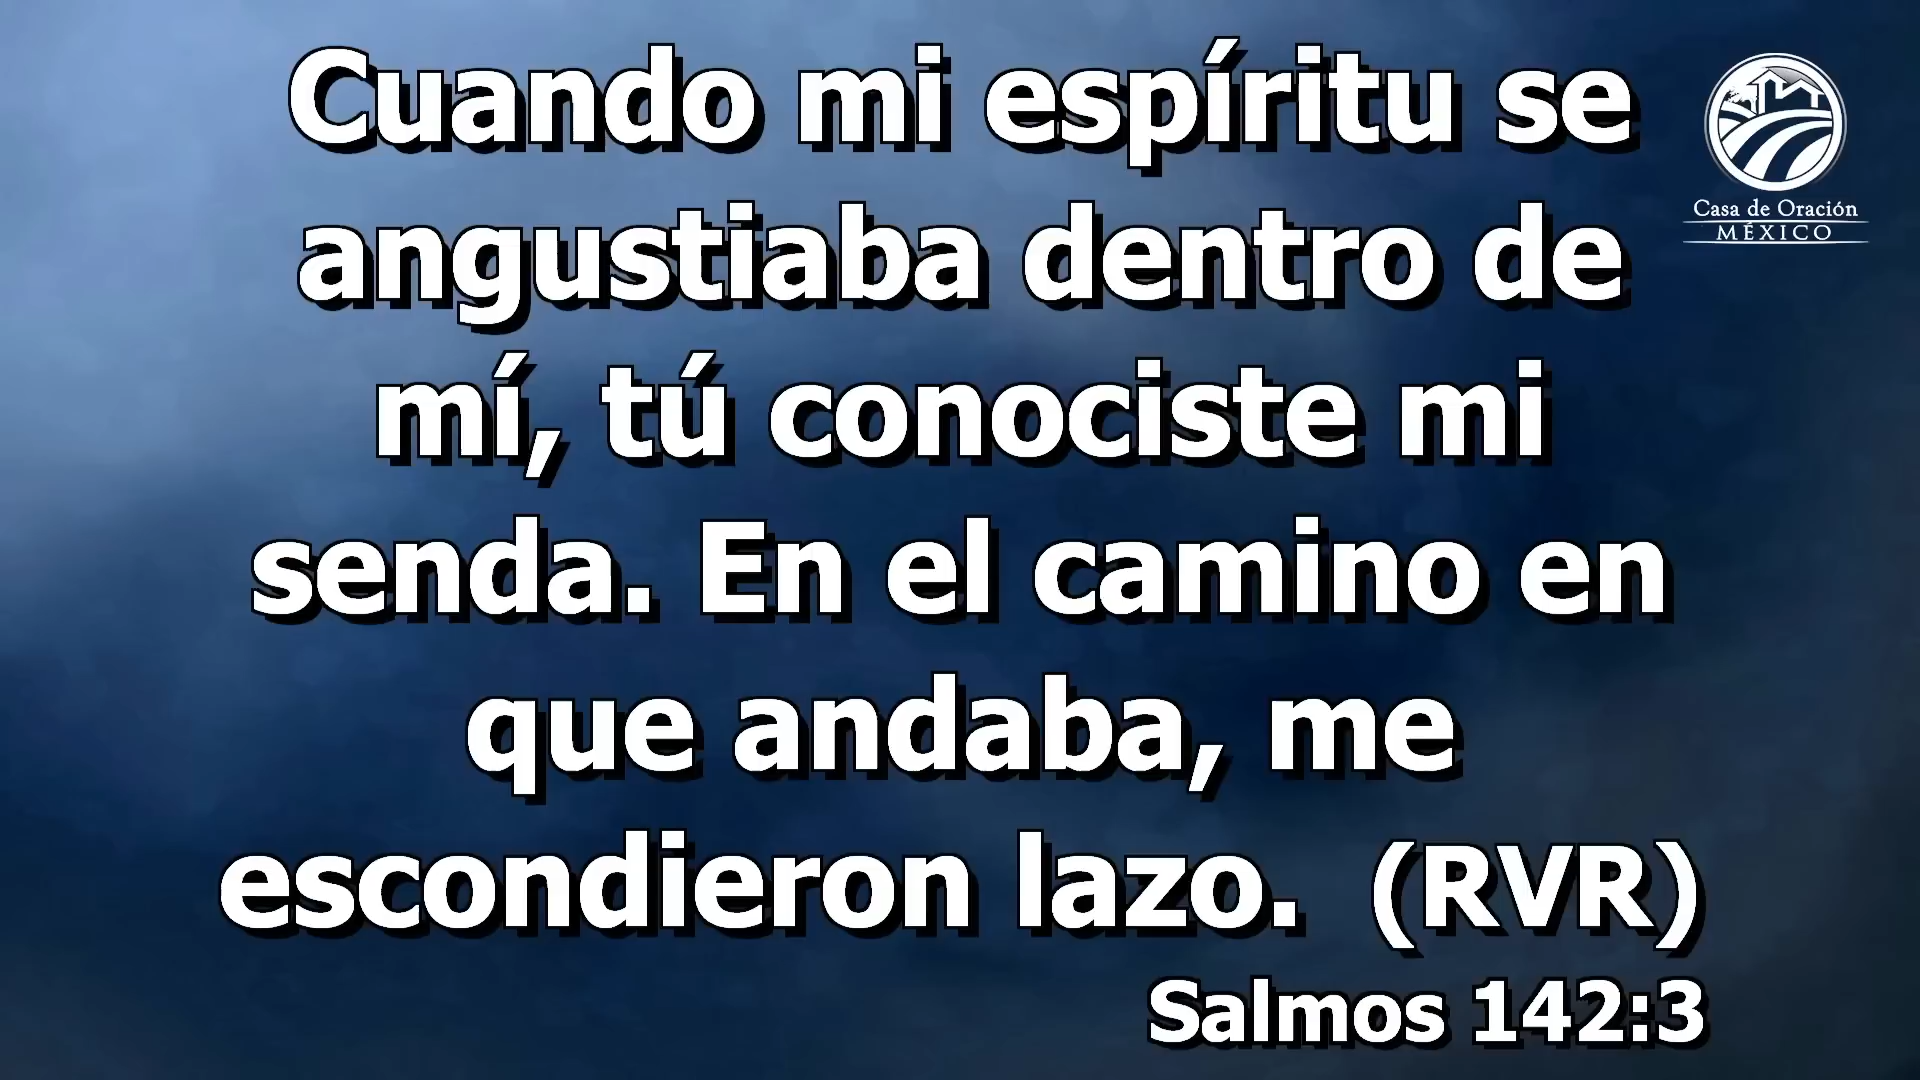 Cuando mi espíritu se
angustiaba dentro de
mí, tú conociste mi
senda. En el camino en
que andaba, me
escondieron lazo. (RVR)
Salmos 142:3
Casa de Oración
MÉXICO